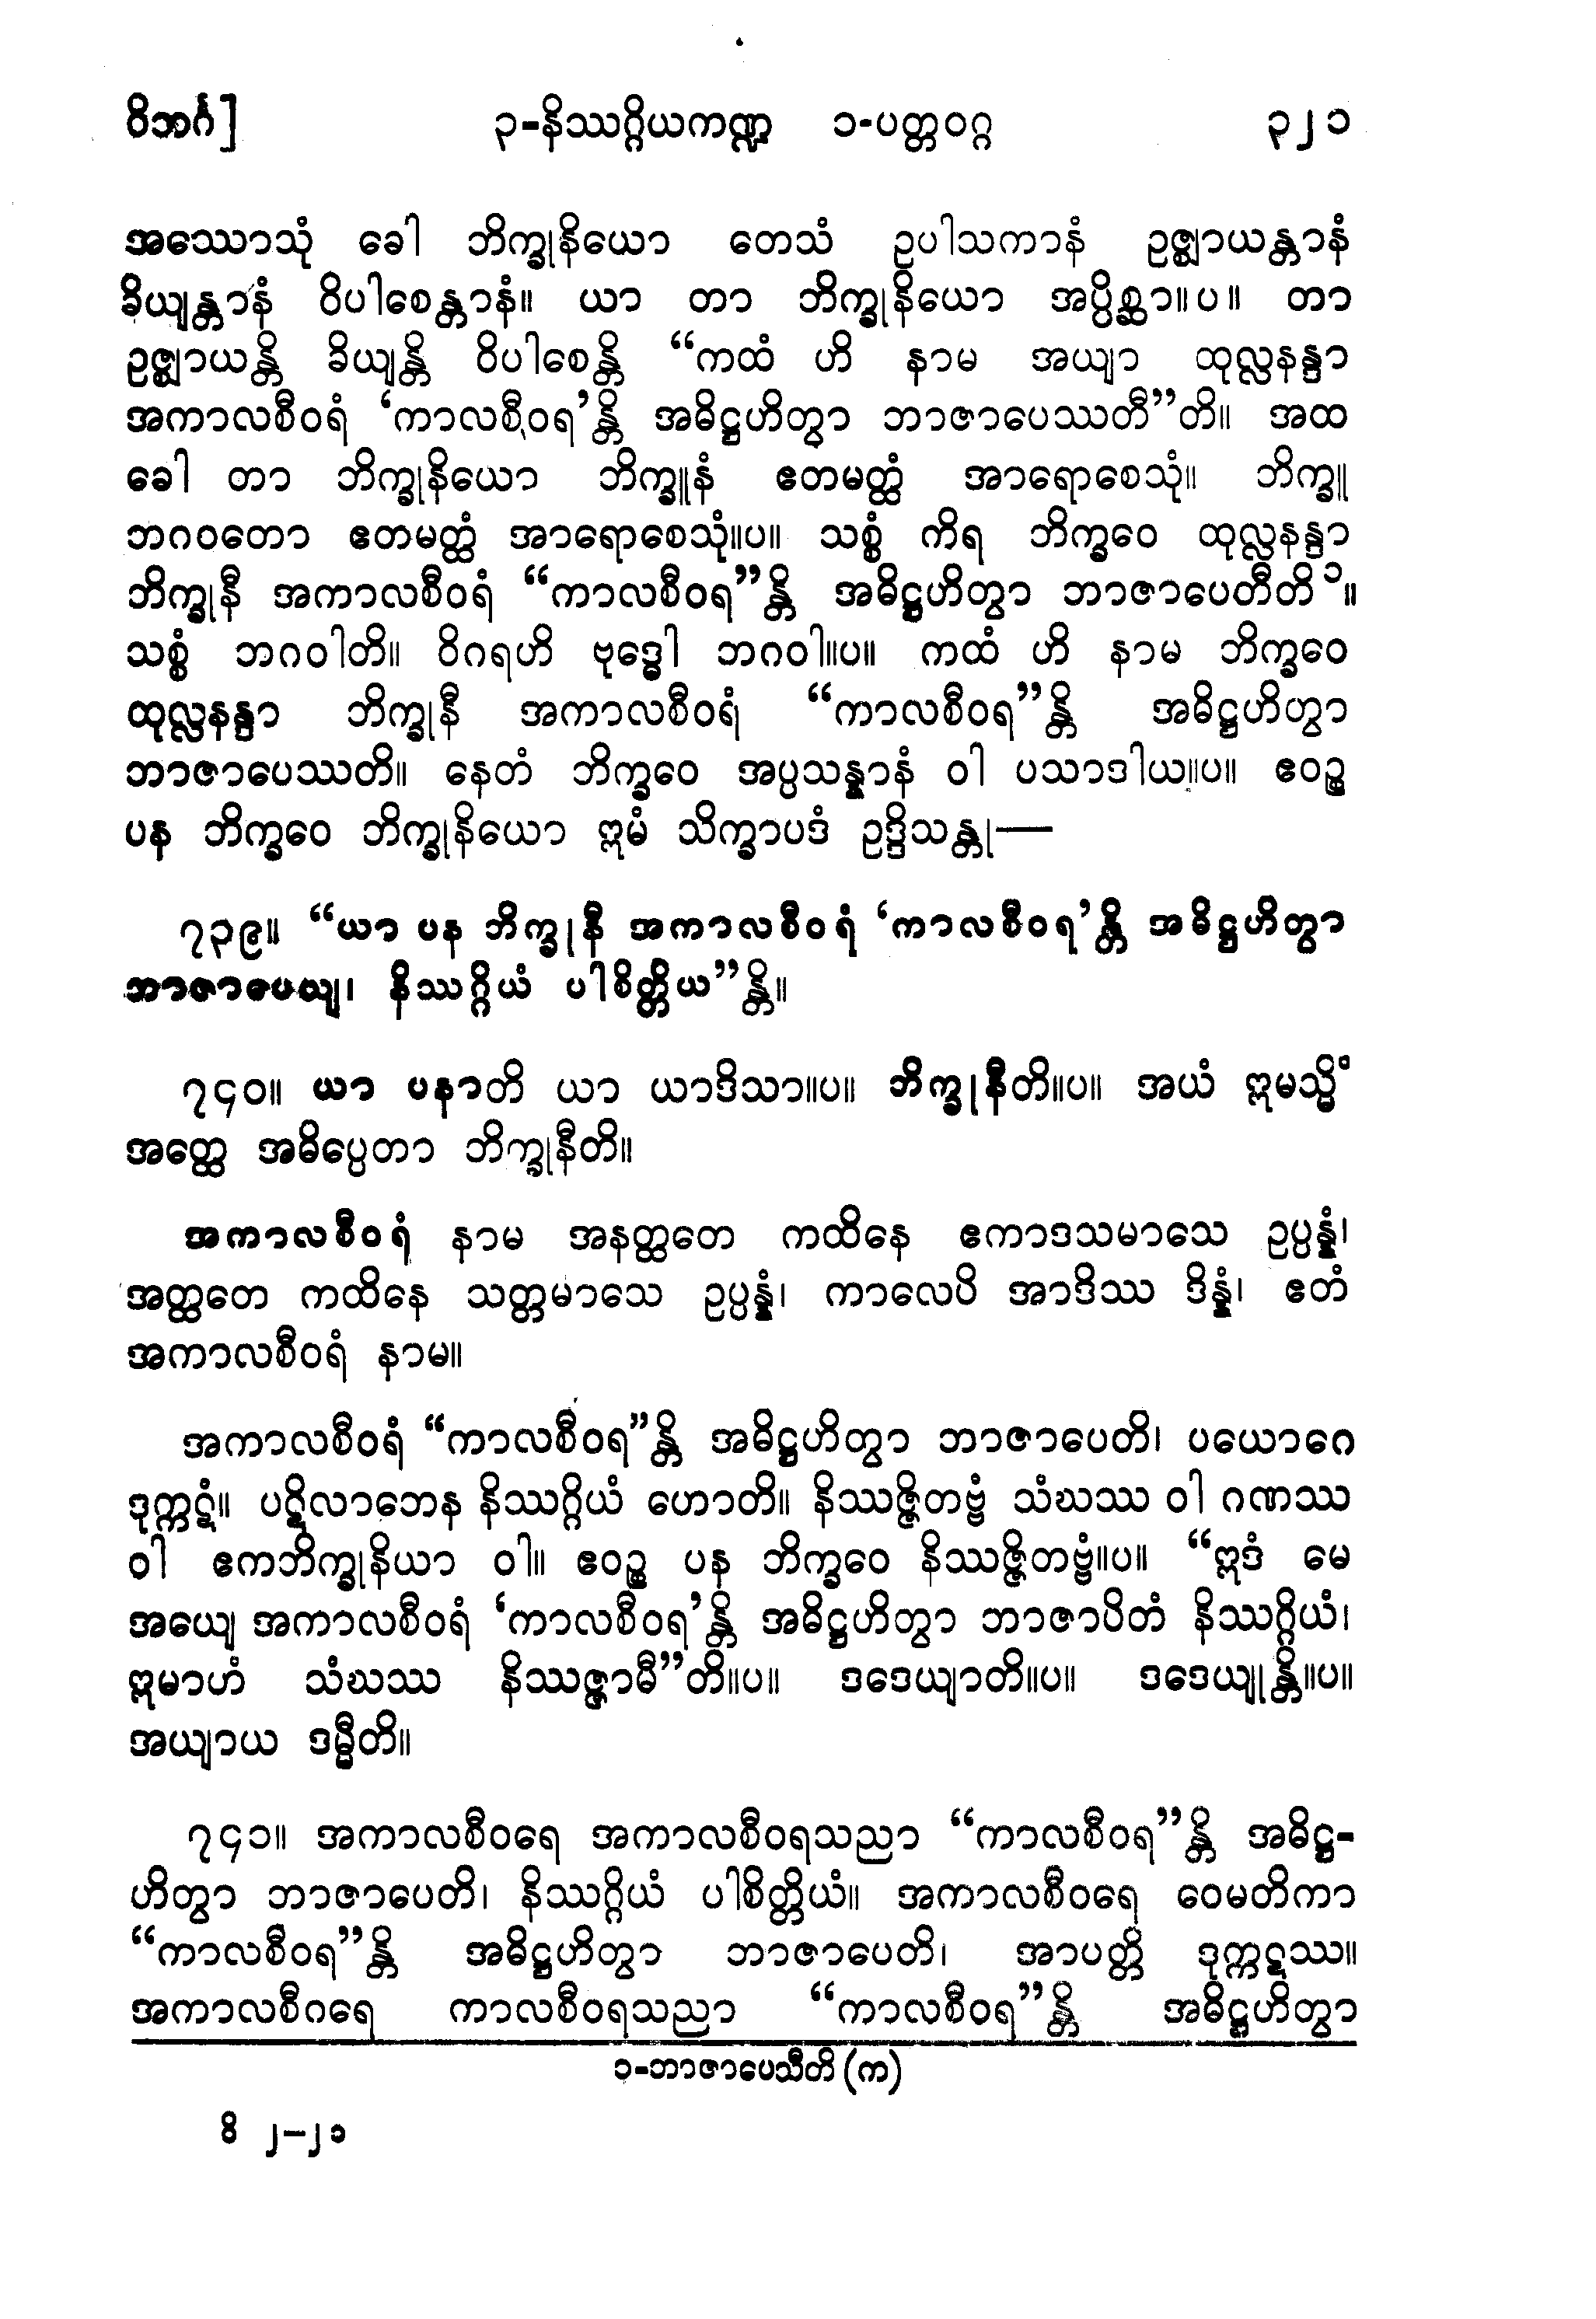 ဝိဘင်္ဂ]
၃-နိဿဂ္ဂိယကဏ္ဍ ၁-ပတ္တဝဂ္ဂ
၃၂၁
အဿောသုံ ခေါ ဘိက္ခုနိယော တေသံ ဥပါသကာနံ ဥဇ္ဈာယန္တာနံ
ခိယျန္တာနံ ဝိပါစေန္တာနံ။ ယာ တာ ဘိက္ခုနိယော အပ္ပိစ္ဆာ။ပ။ တာ
ဥဇ္ဈာယန္တိ ခိယျန္တိ ဝိပါစေန္တိ “ကထံ ဟိ နာမ အယျာ ထုလ္လနန္ဒာ
အကာလစီဝရံ ‘ကာလစီဝရ’န္တိ အဓိဋ္ဌဟိတွာ ဘာဇာပေဿတီ”တိ။ အထ
ခေါ တာ ဘိက္ခုနိယော ဘိက္ခူနံ ဧတမတ္ထံ အာရောစေသုံ။ ဘိက္ခူ
ဘဂဝတော ဧတမတ္ထံ အာရောစေသုံ။ပ။ သစ္စံ ကိရ ဘိက္ခဝေ ထုလ္လနန္ဒာ
ဘိက္ခုနီ အကာလစီဝရံ “ကာလစီဝရ”န္တိ အဓိဋ္ဌဟိတွာ ဘာဇာပေတီတိ၁။
သစ္စံ ဘဂဝါတိ။ ဝိဂရဟိ ဗုဒ္ဓေါ ဘဂဝါ။ပ။ ကထံ ဟိ နာမ ဘိက္ခဝေ
ထုလ္လနန္ဒာ ဘိက္ခုနီ အကာလစီဝရံ “ကာလစီဝရ”န္တိ အဓိဋ္ဌဟိတွာ
ဘာဇာပေဿတိ။ နေတံ ဘိက္ခဝေ အပ္ပသန္နာနံ ဝါ ပသာဒါယ။ပ။ ဧဝဉ္စ
ပန ဘိက္ခဝေ ဘိက္ခုနိယော ဣမံ သိက္ခာပဒံ ဥဒ္ဒိသန္တု—
၇၃၉။ “ယာ ပန ဘိက္ခုနီ အကာလစီဝရံ ‘ကာလစီဝရ’န္တိ အဓိဋ္ဌဟိတွာ
ဘာဇာပေယျ၊ နိဿဂ္ဂိယံ ပါစိတ္တိယ”န္တိ။
၇၄၀။ ယာ ပနာတိ ယာ ယာဒိသာ။ပ။ ဘိက္ခုနီတိ။ပ။ အယံ ဣမသ္မိံ
အတ္ထေ အဓိပ္ပေတာ ဘိက္ခုနီတိ။
အကာလစီဝရံ နာမ အနတ္ထတေ ကထိနေ ဧကာဒသမာသေ ဥပ္ပန္နံ၊
အတ္ထတေ ကထိနေ သတ္တမာသေ ဥပ္ပန္နံ၊ ကာလေပိ အာဒိဿ ဒိန္နံ၊ ဧတံ
အကာလစီဝရံ နာမ။
အကာလစီဝရံ “ကာလစီဝရ”န္တိ အဓိဋ္ဌဟိတွာ ဘာဇာပေတိ၊ ပယောဂေ
ဒုက္ကဋံ။ ပဋိလာဘေန နိဿဂ္ဂိယံ ဟောတိ။ နိဿဇ္ဇိတဗ္ဗံ သံဃဿ ဝါ ဂဏဿ
ဝါ ဧကဘိက္ခုနိယာ ဝါ။ ဧဝဉ္စ ပန ဘိက္ခဝေ နိဿဇ္ဇိတဗ္ဗံ။ပ။ “ဣဒံ မေ
အယျေ အကာလစီဝရံ ‘ကာလစီဝရ’န္တိ အဓိဋ္ဌဟိတွာ ဘာဇာပိတံ နိဿဂ္ဂိယံ၊
ဣမာဟံ သံဃဿ နိဿဇ္ဇာမီ”တိ။ပ။ ဒဒေယျာတိ။ပ။ ဒဒေယျုန္တိ။ပ။
အယျာယ ဒမ္မီတိ။
၇၄၁။ အကာလစီဝရေ အကာလစီဝရသညာ “ကာလစီဝရ”န္တိ အဓိဋ္ဌ-
ဟိတွာ ဘာဇာပေတိ၊ နိဿဂ္ဂိယံ ပါစိတ္တိယံ။ အကာလစီဝရေ ဝေမတိကာ
“ကာလစီဝရ”န္တိ အဓိဋ္ဌဟိတွာ ဘာဇာပေတိ၊ အာပတ္တိ ဒုက္ကဋဿ။
အကာလစီဂရေ ကာလစီဝရသညာ “ကာလစီဝရ”န္တိ အဓိဋ္ဌဟိတွာ
၁-ဘာဇာပေသီတိ (က)
ဝိ ၂–၂၁